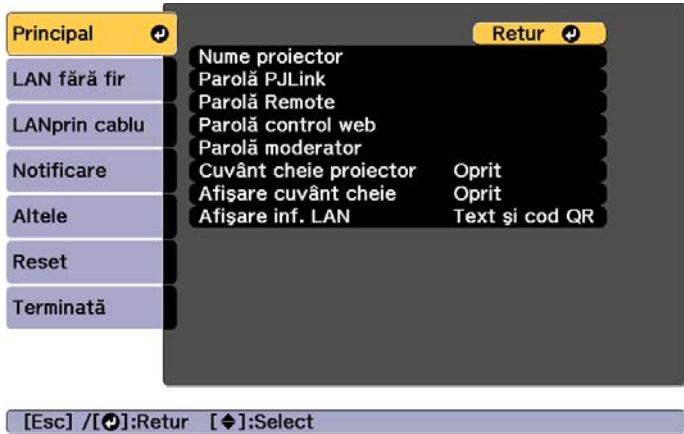 Principal
LAN fără fir
LANprin cablu
Notificare
Altele
Reset
Terminată
Retur
Nume proiector
Parolă PJLink
Parolă Remote
Parolă control web
Parolă moderator
Cuvânt cheie proiector Oprit
Afişare cuvânt cheie Oprit
Afişare inf. LAN Text şi cod QR
[Esc] /[⏎]:Retur [◆]:Select